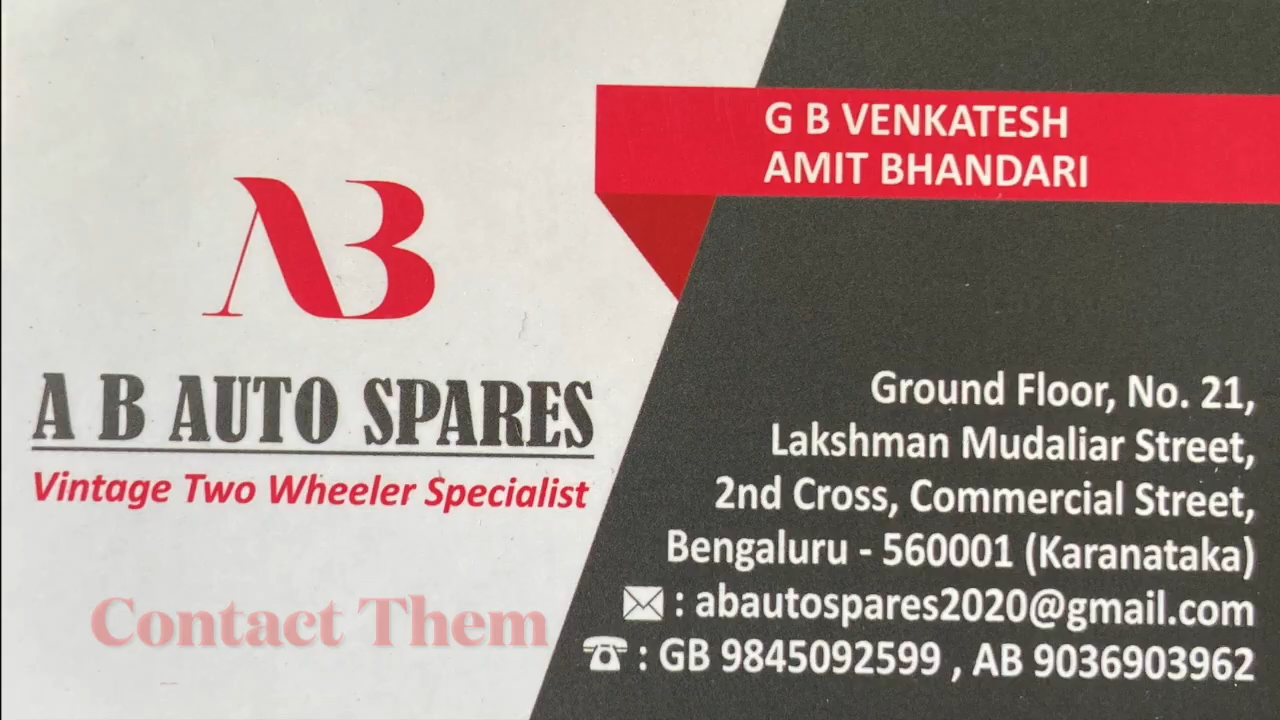 AB
A B AUTO SPARES
Vintage Two Wheeler Specialist
Contact Them
G B VENKATESH
AMIT BHANDARI
Ground Floor, No. 21,
Lakshman Mudaliar Street,
2nd Cross, Commercial Street,
Bengaluru - 560001 (Karanataka)
: abautospares2020@gmail.com
: GB 9845092599 , AB 9036903962